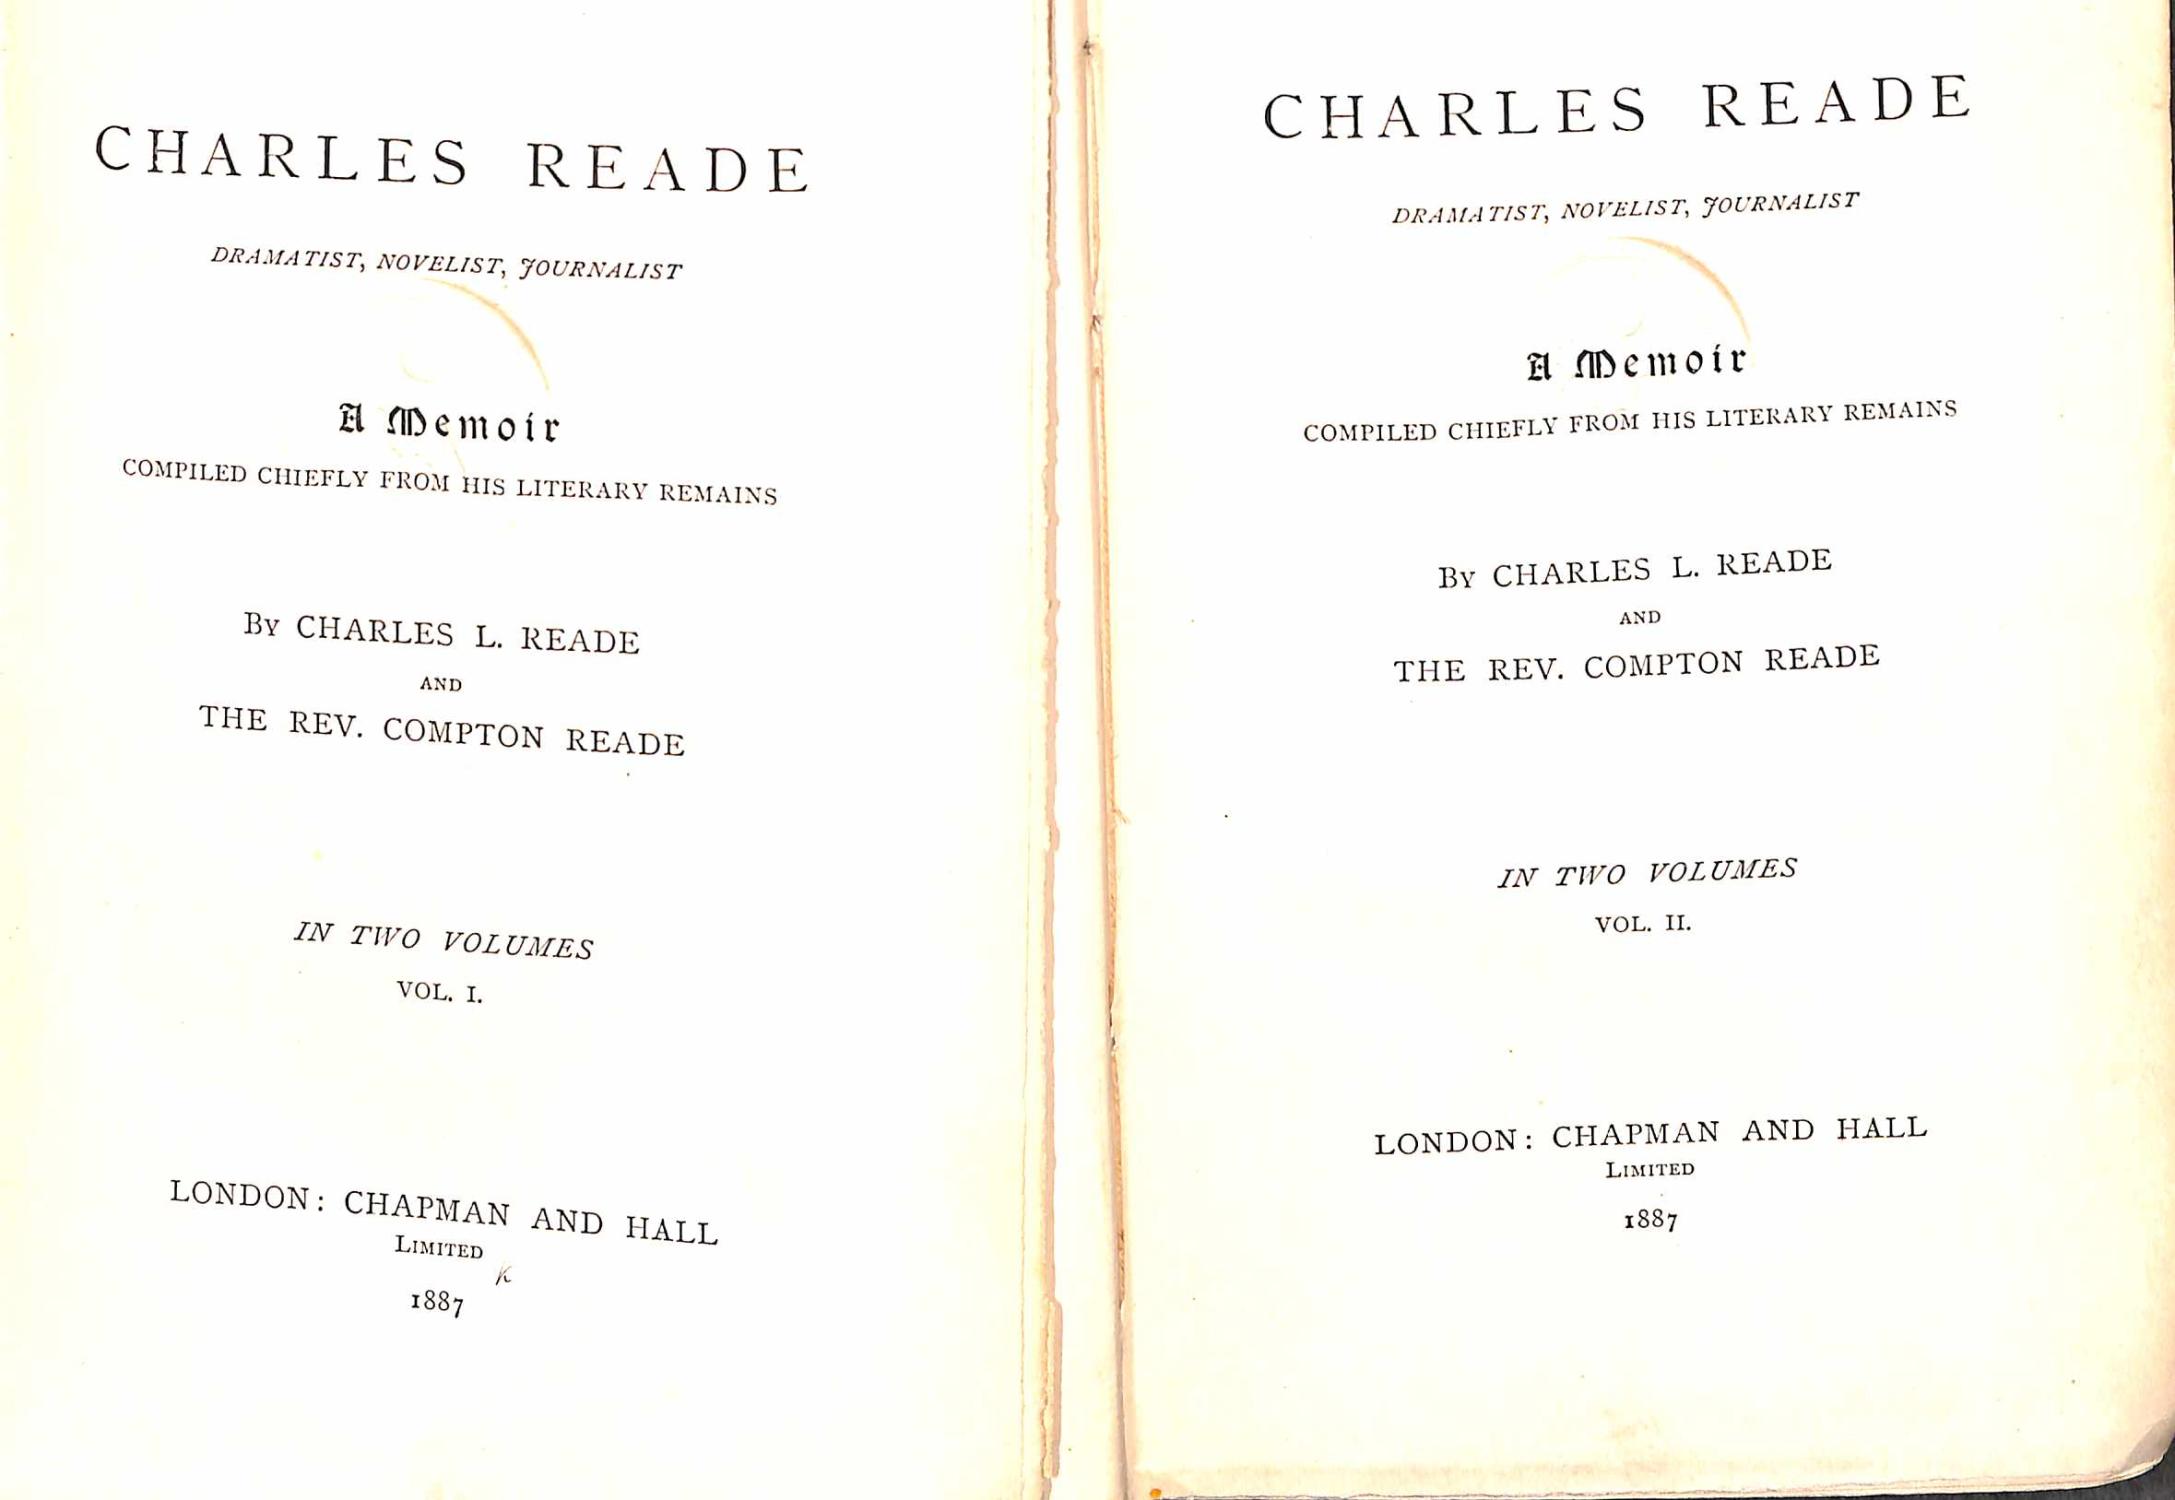 CHARLES READE
DRAMATIST, NOVELIST, JOURNALIST
A Memoir
COMPILED CHIEFLY FROM HIS LITERARY REMAINS
By CHARLES L. READE
AND
THE REV. COMPTON READE
IN TWO VOLUMES
VOL. I.
LONDON: CHAPMAN AND HALL
LIMITED
K
1887
CHARLES READE
DRAMATIST, NOVELIST, JOURNALIST
A Memoir
COMPILED CHIEFLY FROM HIS LITERARY REMAINS
By CHARLES L. READE
AND
THE REV. COMPTON READE
IN TWO VOLUMES
VOL. II.
LONDON: CHAPMAN AND HALL
LIMITED
1887